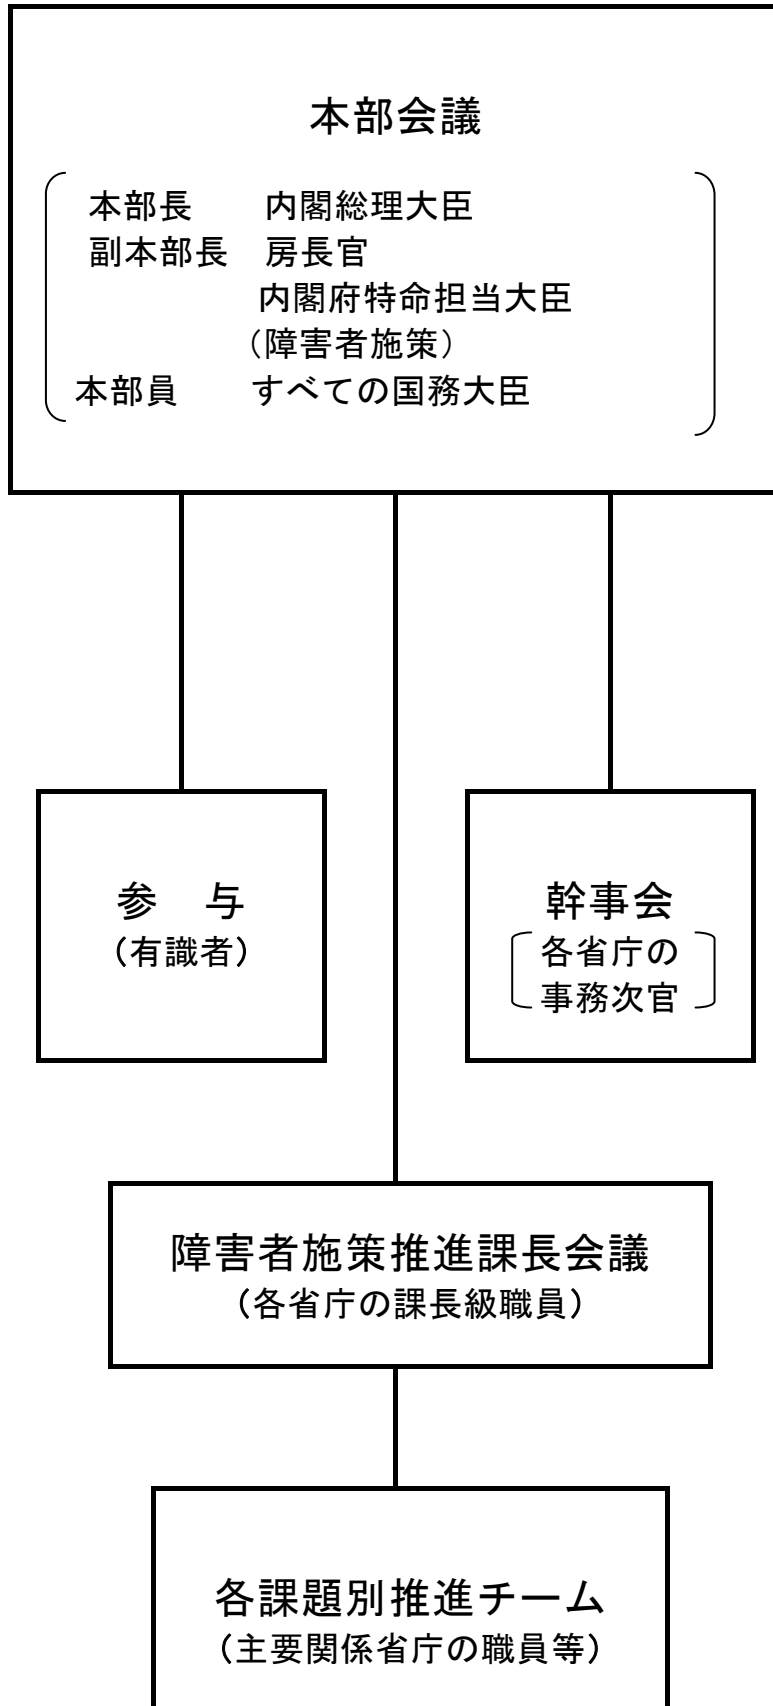 本部会議
本部長　　内閣総理大臣
副本部長　房長官
内閣府特命担当大臣
（障害者施策）
本部員　　すべての国務大臣
参　与
（有識者）
幹事会
各省庁の
事務次官
障害者施策推進課長会議
（各省庁の課長級職員）
各課題別推進チーム
（主要関係省庁の職員等）